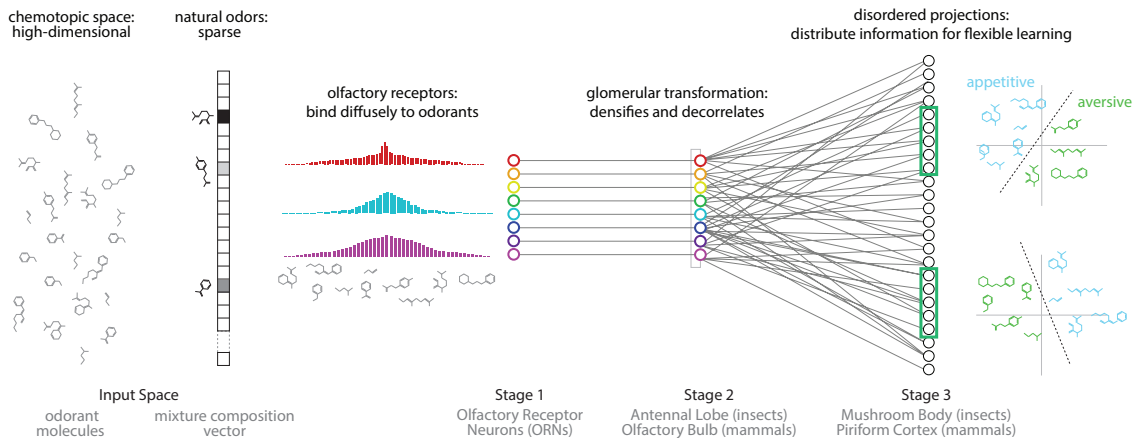 chemotopic space:
high-dimensional
natural odors:
sparse
olfactory receptors:
bind diffusely to odorants
glomerular transformation:
densifies and decorrelates
disordered projections:
distribute information for flexible learning
appetitive
aversive
Input Space
odorant
molecules
mixture composition
vector
Stage 1
Olfactory Receptor
Neurons (ORNs)
Stage 2
Antennal Lobe (insects)
Olfactory Bulb (mammals)
Stage 3
Mushroom Body (insects)
Piriform Cortex (mammals)